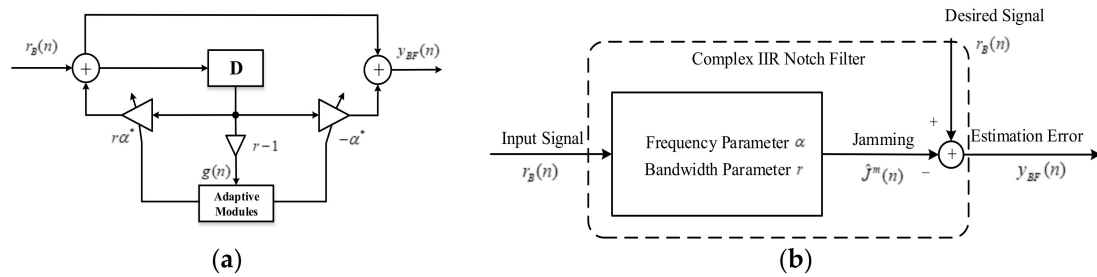 r_B(n)
+
D
+
y_BF(n)
rα*
r−1
−α*
g(n)
Adaptive
Modules
(a)
Desired Signal
r_B(n)
Complex IIR Notch Filter
Input Signal
r_B(n)
Frequency Parameter α
Bandwidth Parameter r
Jamming
Ĵ^m(n)
+
+
−
Estimation Error
y_BF(n)
(b)